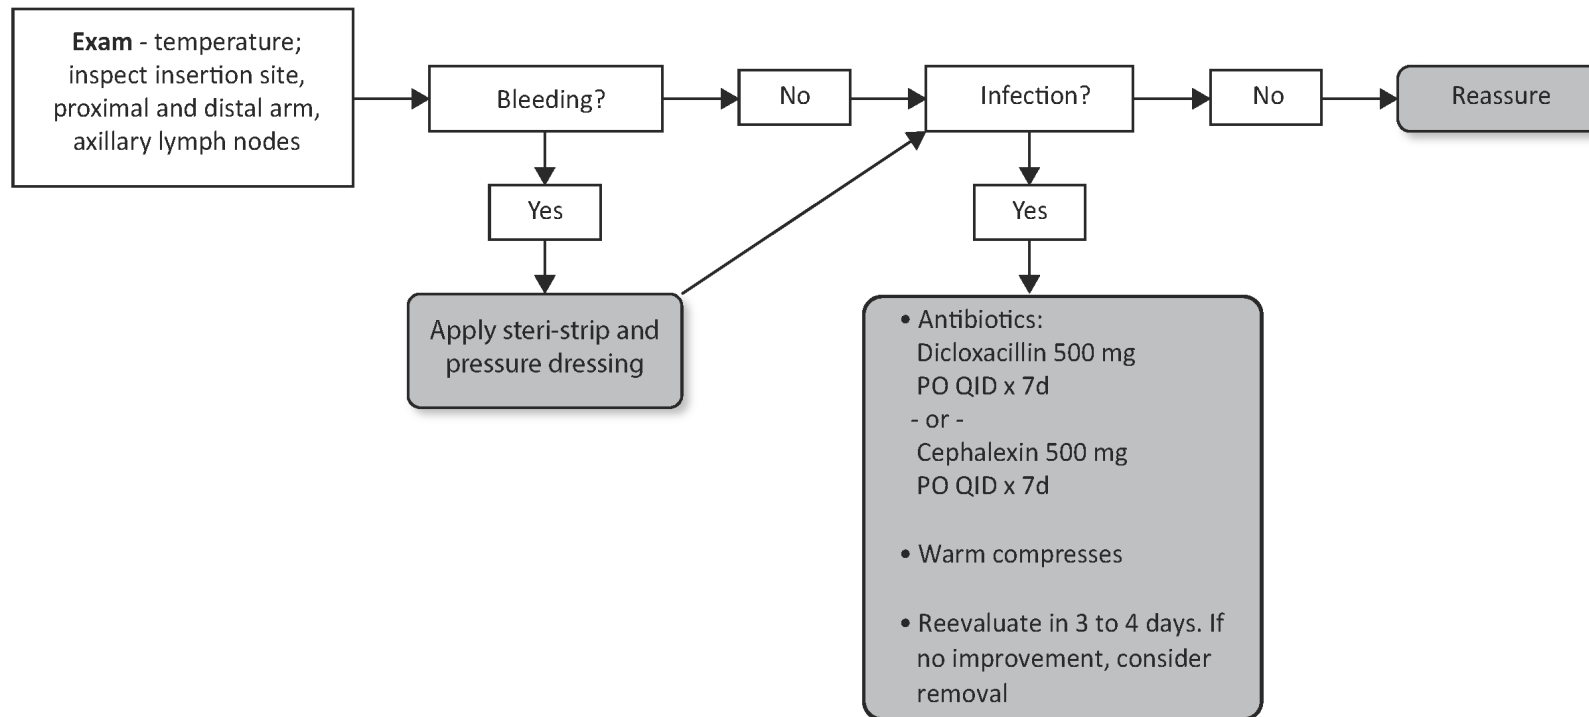 Exam - temperature;
inspect insertion site,
proximal and distal arm,
axillary lymph nodes
Bleeding?
No
Infection?
No
Reassure
Yes
Yes
Apply steri-strip and
pressure dressing
• Antibiotics:
Dicloxacillin 500 mg
PO QID x 7d
- or -
Cephalexin 500 mg
PO QID x 7d
• Warm compresses
• Reevaluate in 3 to 4 days. If
no improvement, consider
removal